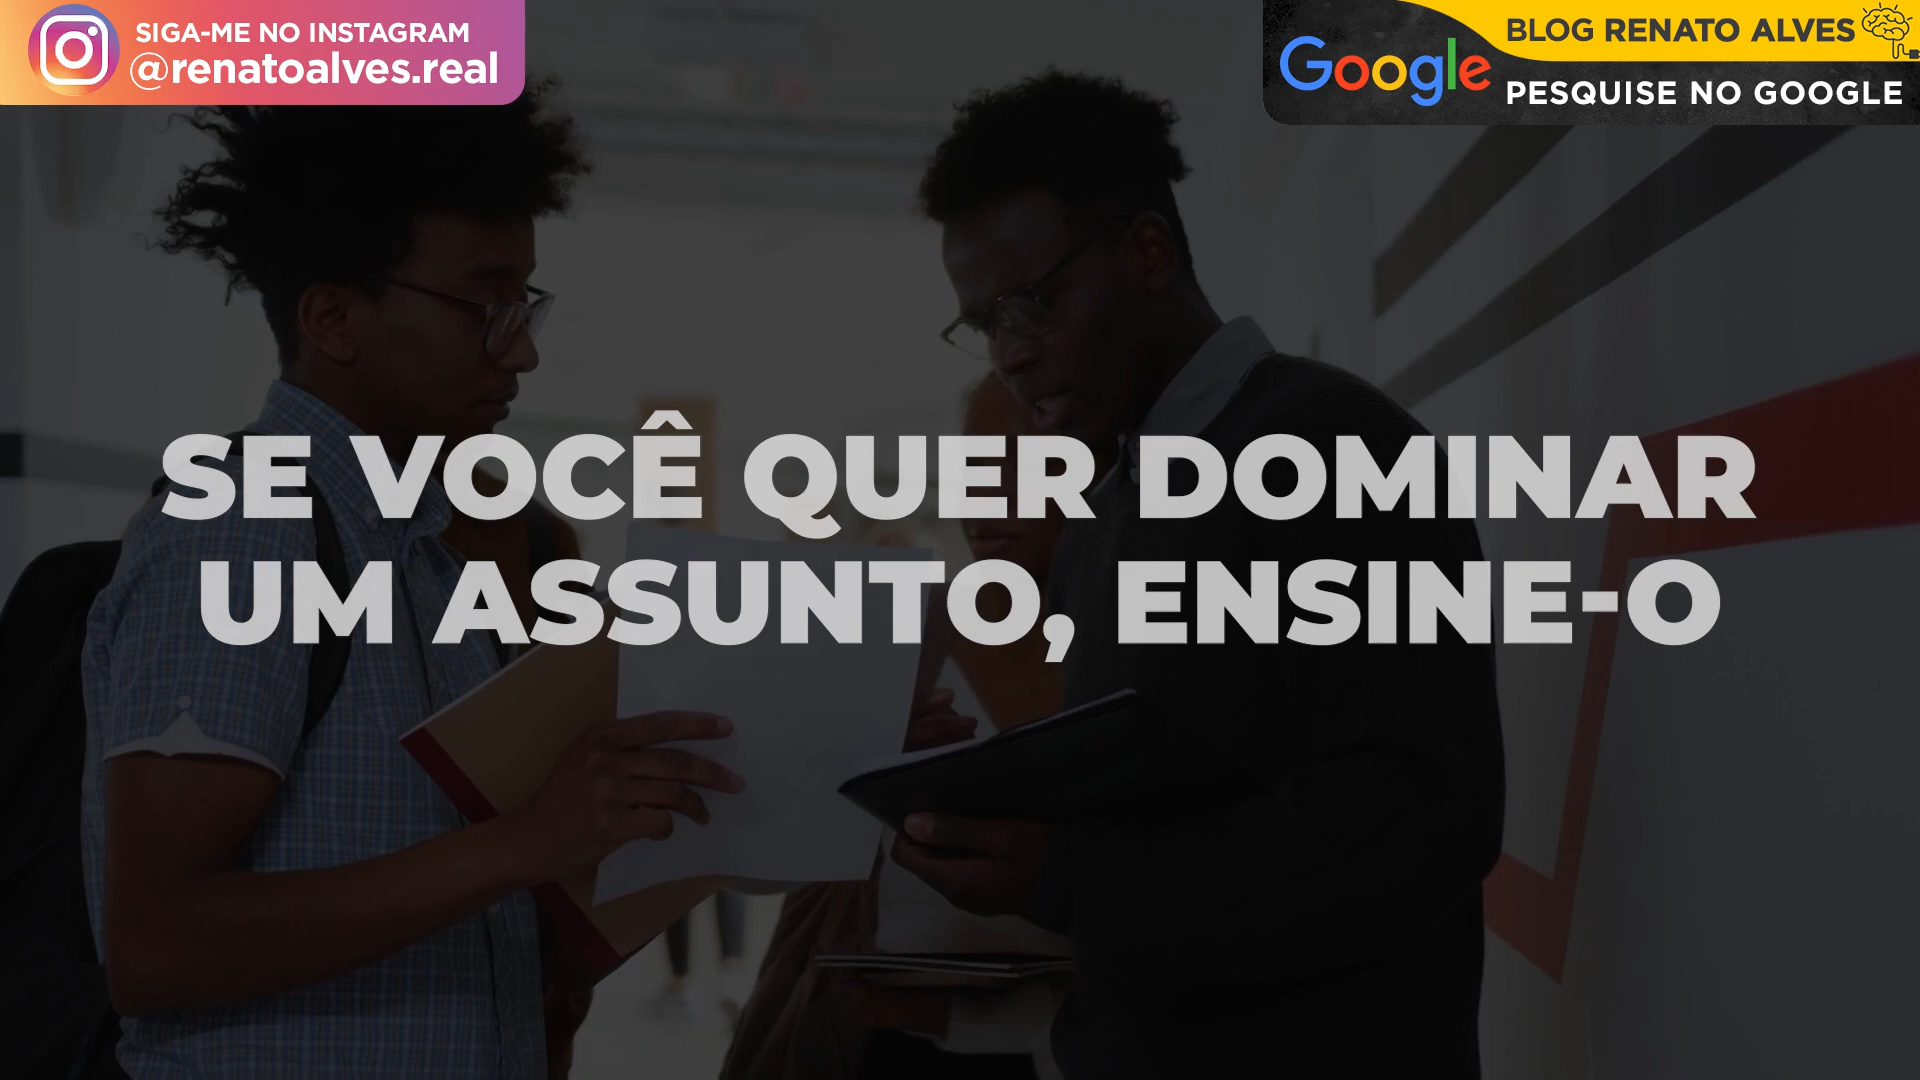 SIGA-ME NO INSTAGRAM
@renatoalves.real
Google
BLOG RENATO ALVES
PESQUISE NO GOOGLE
SE VOCÊ QUER DOMINAR
UM ASSUNTO, ENSINE-O